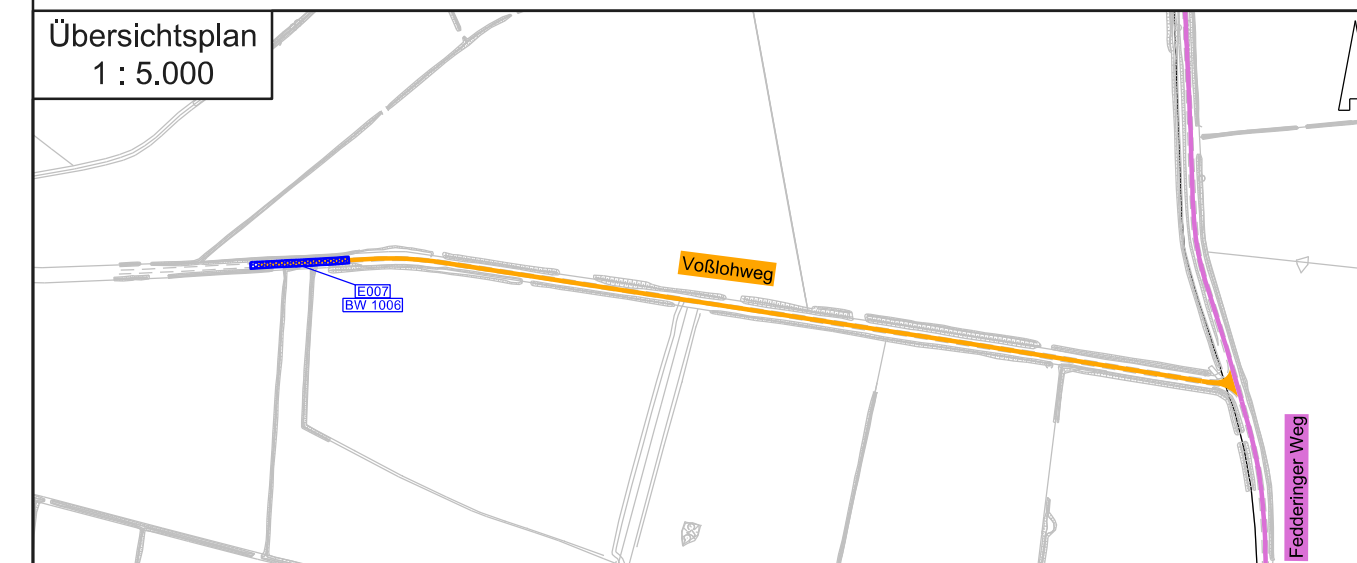 Übersichtsplan
1 : 5.000
Voßlohweg
E007
BW 1006
Fedderinger Weg